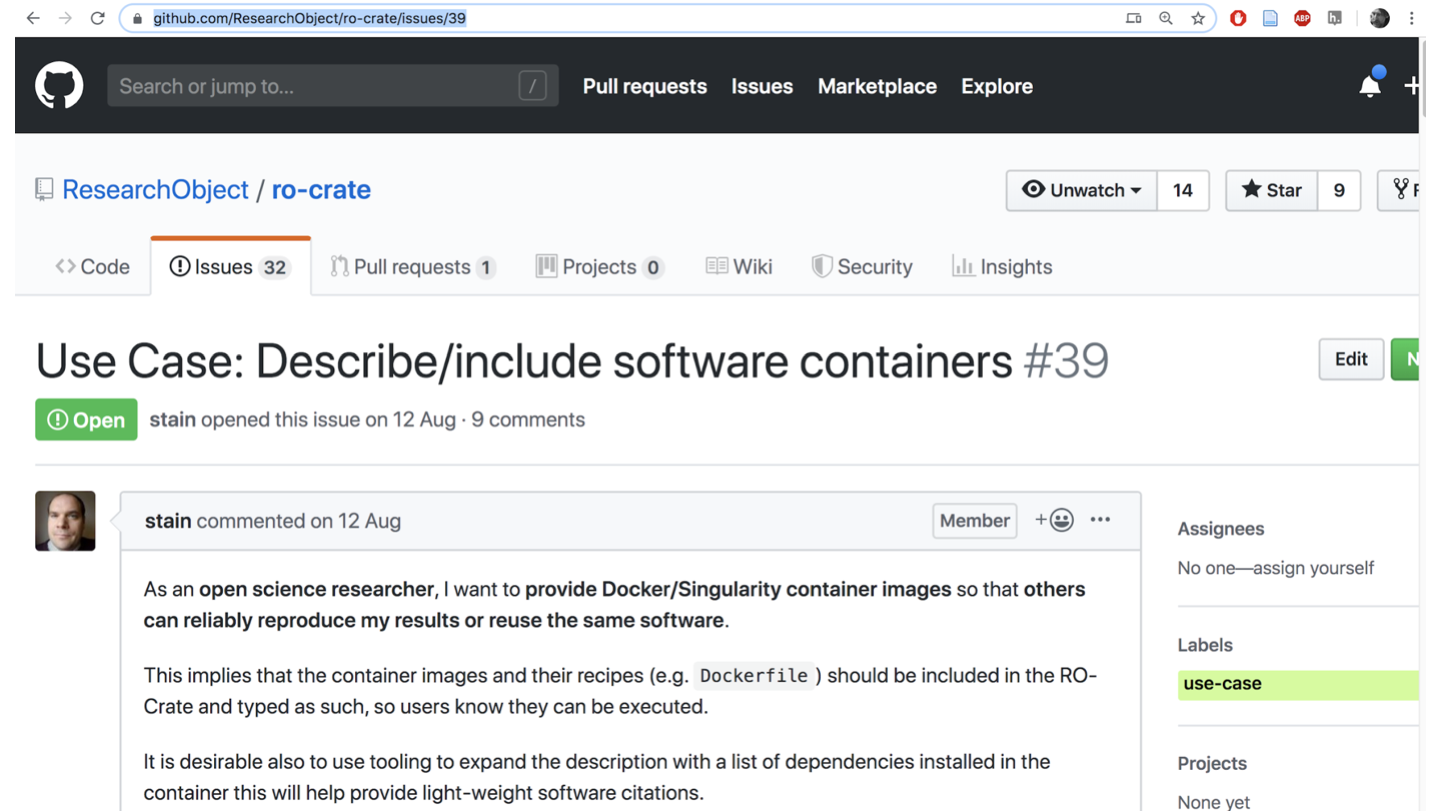 github.com/ResearchObject/ro-crate/issues/39
ABP
h.
Search or jump to... /
Pull requests Issues Marketplace Explore
ResearchObject / ro-crate
Unwatch 14 Star 9
Code Issues 32 Pull requests 1 Projects 0 Wiki Security Insights
Use Case: Describe/include software containers #39
Edit
Open stain opened this issue on 12 Aug · 9 comments
stain commented on 12 Aug
Member
As an open science researcher, I want to provide Docker/Singularity container images so that others
can reliably reproduce my results or reuse the same software.
This implies that the container images and their recipes (e.g. Dockerfile ) should be included in the RO-
Crate and typed as such, so users know they can be executed.
It is desirable also to use tooling to expand the description with a list of dependencies installed in the
container this will help provide light-weight software citations.
Assignees
No one—assign yourself
Labels
use-case
Projects
None yet